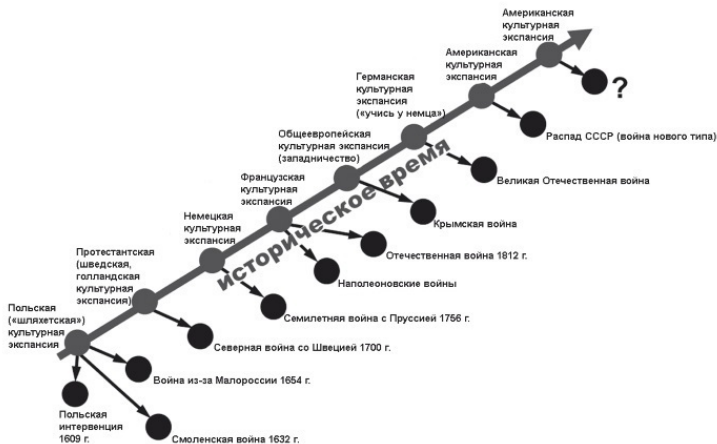 Американская
культурная
экспансия
Американская
культурная
экспансия
?
Германская
культурная
экспансия
(«учись у немца»)
Распад СССР (война нового типа)
Общеевропейская
культурная экспансия
(западничество)
Великая Отечественная война
Французская
культурная
экспансия
историческое время
Крымская война
Немецкая
культурная
экспансия
Отечественная война 1812 г.
Наполеоновские войны
Протестантская
(шведская,
голландская
культурная
экспансия)
Семилетняя война с Пруссией 1756 г.
Польская
(«шляхетская»)
культурная
экспансия
Северная война со Швецией 1700 г.
Война из-за Малороссии 1654 г.
Польская
интервенция
1609 г.
Смоленская война 1632 г.